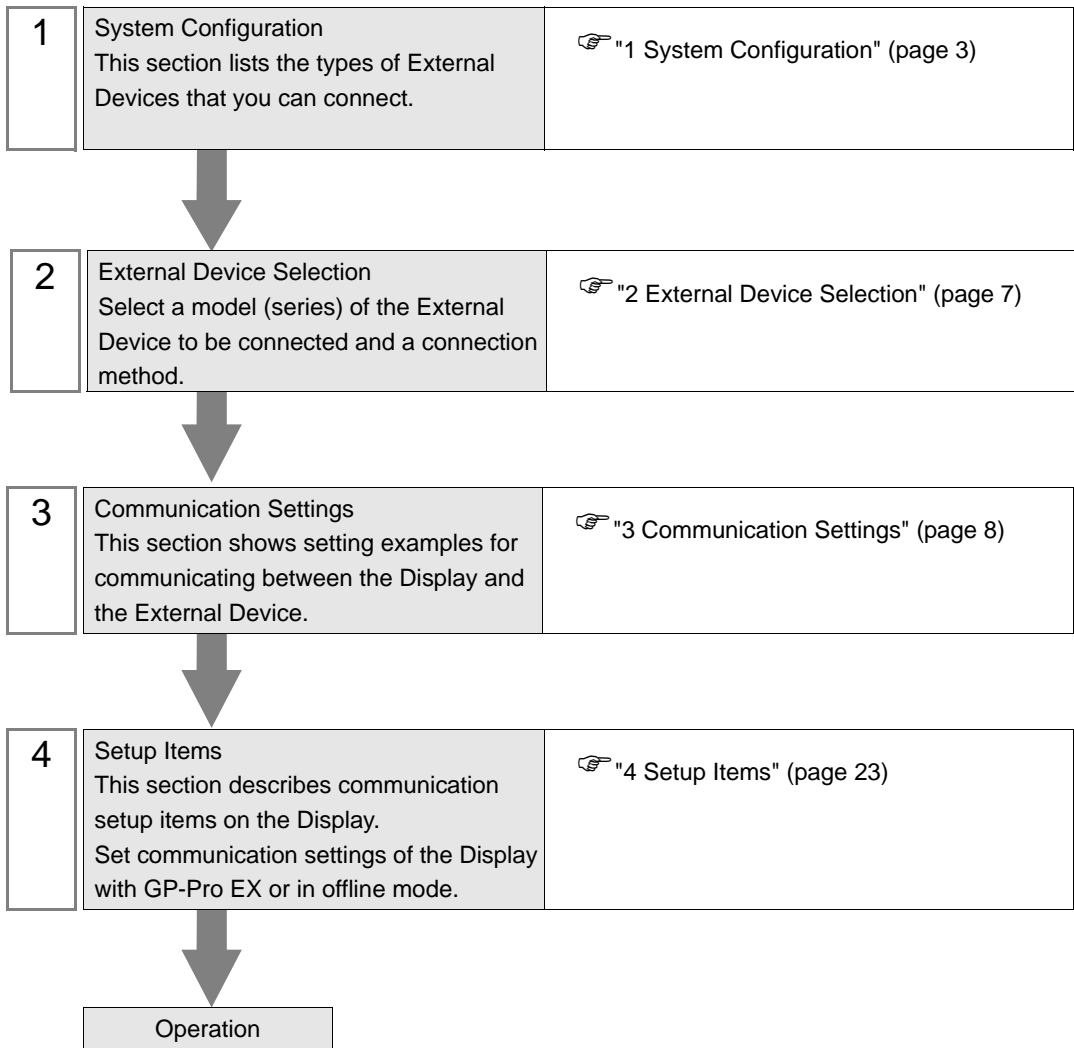 1
System Configuration
This section lists the types of External
Devices that you can connect.
"1 System Configuration" (page 3)
2
External Device Selection
Select a model (series) of the External
Device to be connected and a connection
method.
"2 External Device Selection" (page 7)
3
Communication Settings
This section shows setting examples for
communicating between the Display and
the External Device.
"3 Communication Settings" (page 8)
4
Setup Items
This section describes communication
setup items on the Display.
Set communication settings of the Display
with GP-Pro EX or in offline mode.
"4 Setup Items" (page 23)
Operation